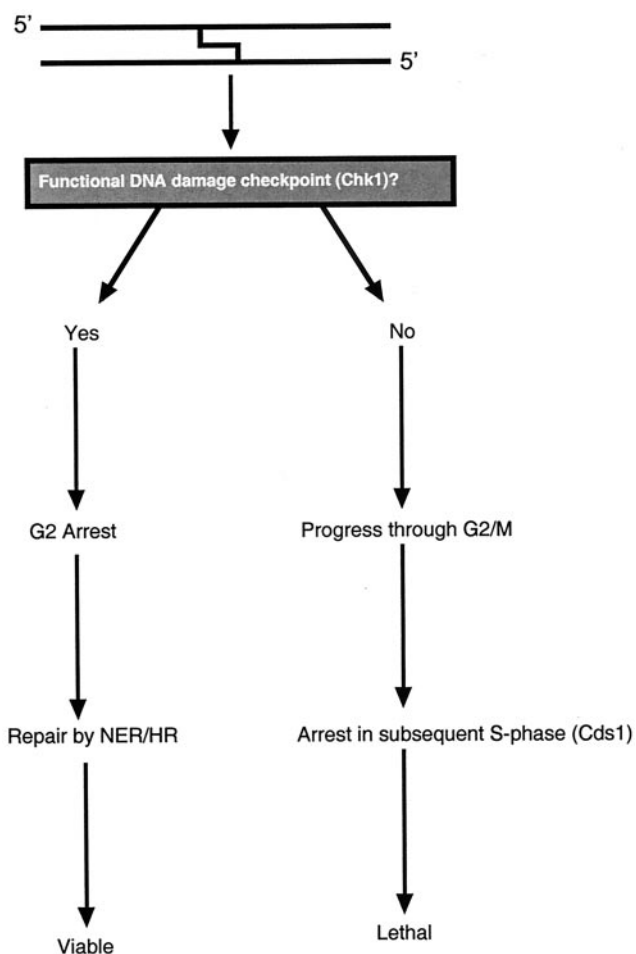 5'
5'
Functional DNA damage checkpoint (Chk1)?
Yes
No
G2 Arrest
Progress through G2/M
Repair by NER/HR
Arrest in subsequent S-phase (Cds1)
Viable
Lethal